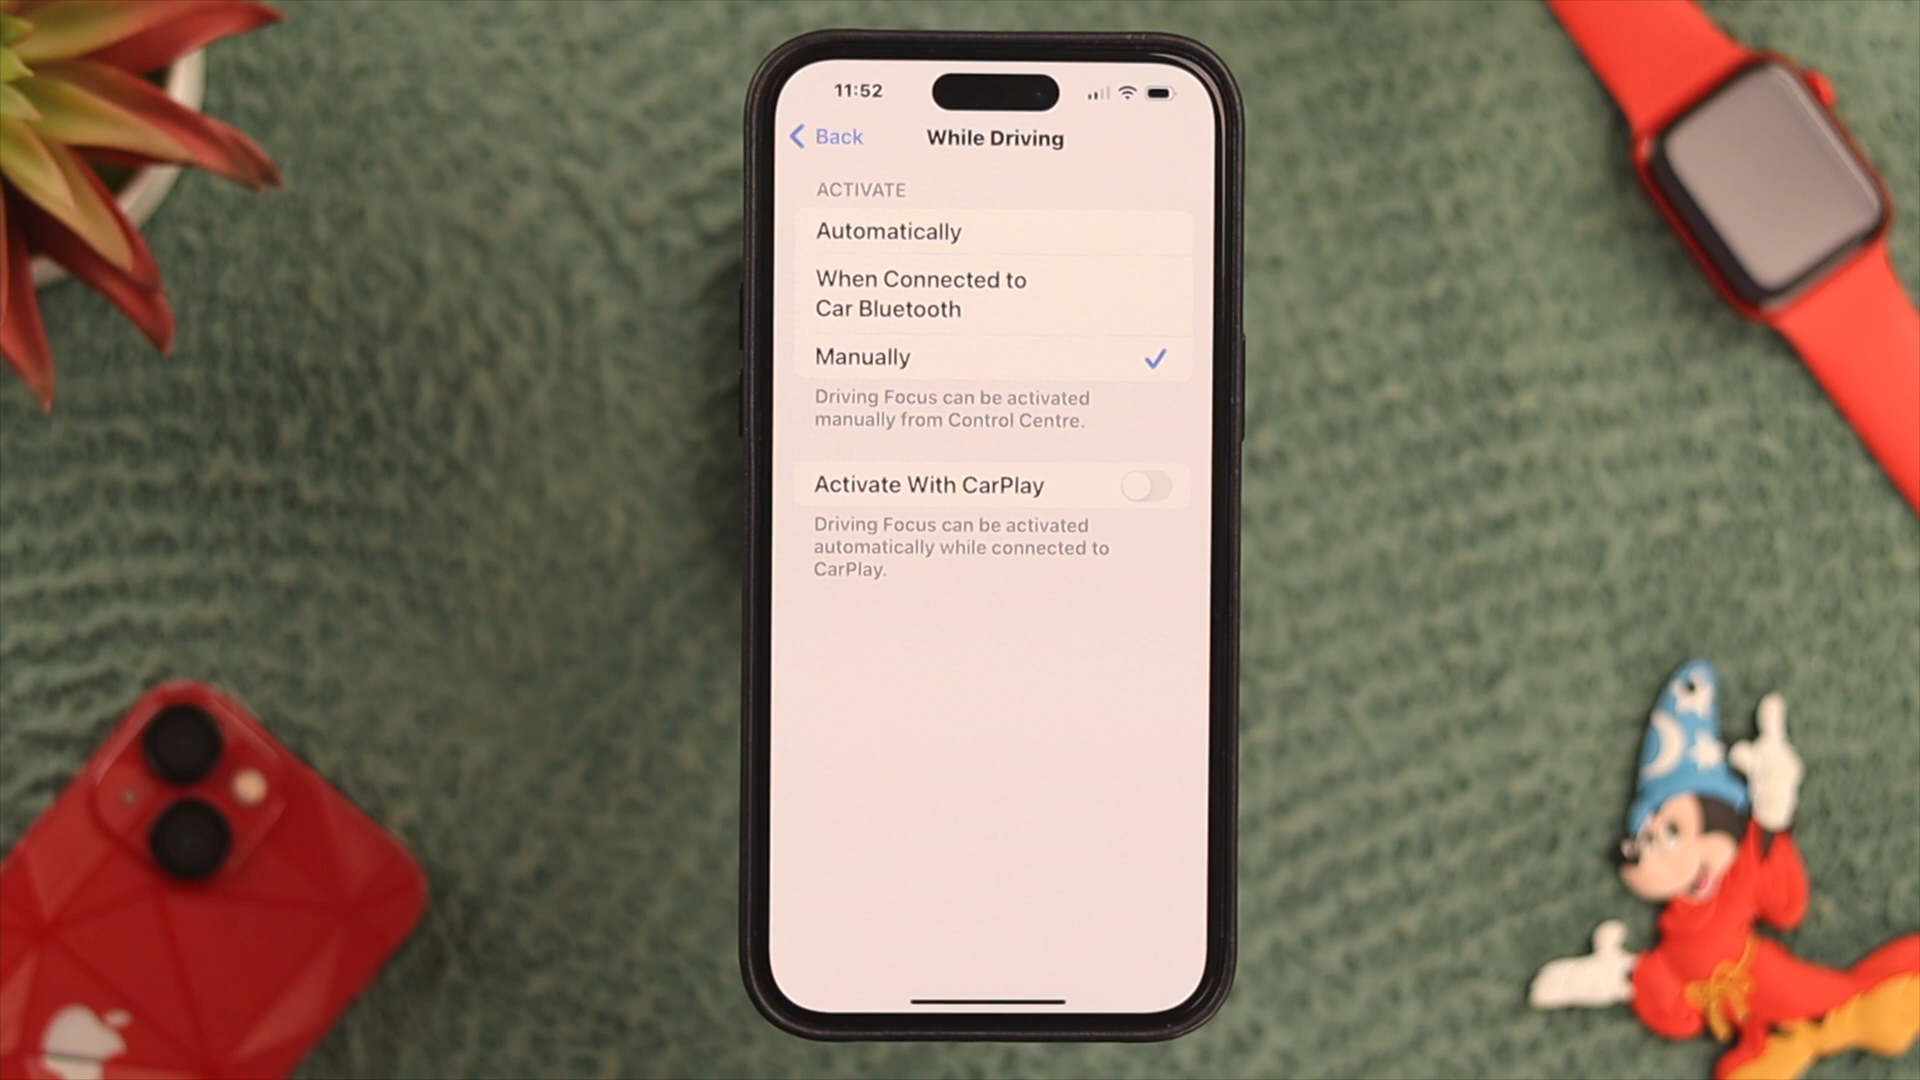 11:52
Back
While Driving
ACTIVATE
Automatically
When Connected to
Car Bluetooth
Manually
Driving Focus can be activated
manually from Control Centre.
Activate With CarPlay
Driving Focus can be activated
automatically while connected to
CarPlay.